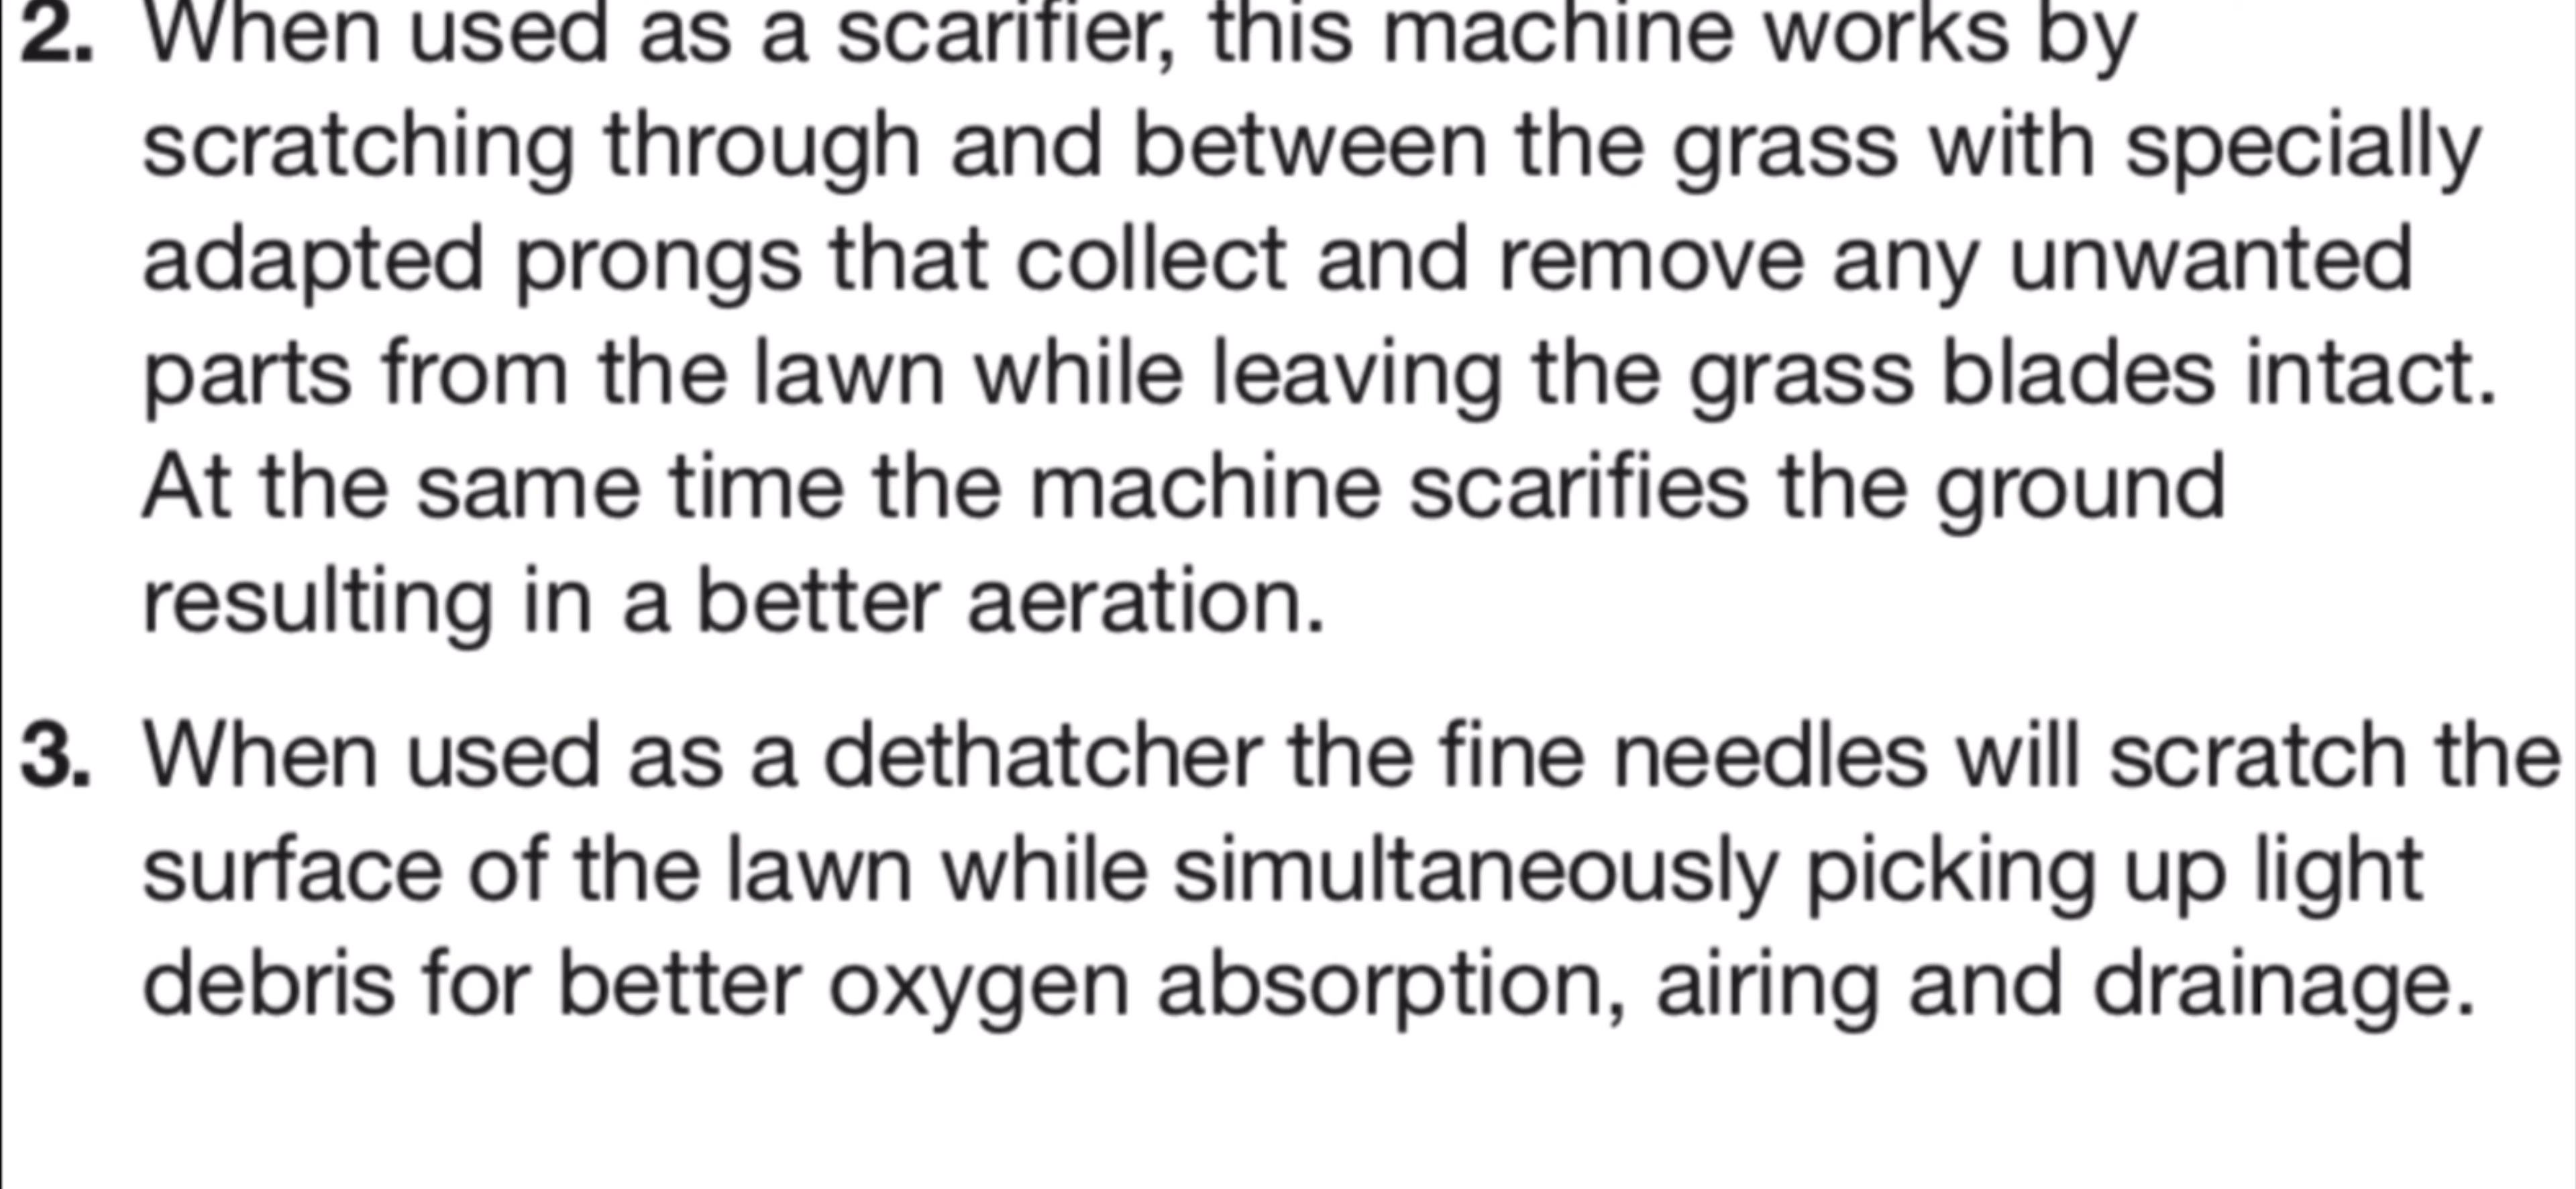 2. When used as a scarifier, this machine works by
scratching through and between the grass with specially
adapted prongs that collect and remove any unwanted
parts from the lawn while leaving the grass blades intact.
At the same time the machine scarifies the ground
resulting in a better aeration.
3. When used as a dethatcher the fine needles will scratch the
surface of the lawn while simultaneously picking up light
debris for better oxygen absorption, airing and drainage.